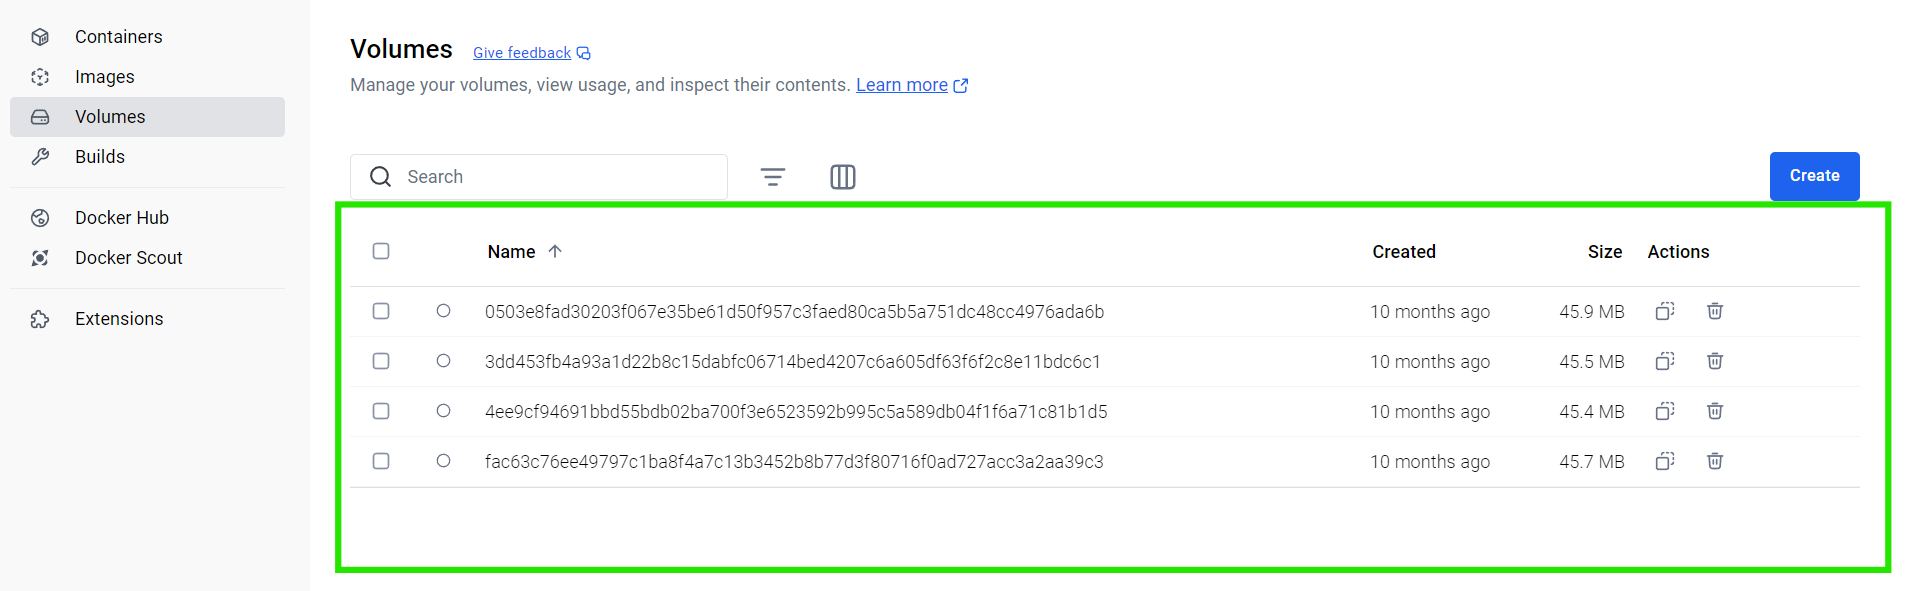 Containers
Images
Volumes
Builds
Docker Hub
Docker Scout
Extensions
Volumes Give feedback
Manage your volumes, view usage, and inspect their contents. Learn more
Search
Create
Name Created Size Actions
0503e8fad30203f067e35be61d50f957c3faed80ca5b5a751dc48cc4976ada6b 10 months ago 45.9 MB
3dd453fb4a93a1d22b8c15dabfc06714bed4207c6a605df63f6f2c8e11bdc6c1 10 months ago 45.5 MB
4ee9cf94691bbd55bdb02ba700f3e6523592b995c5a589db04f1f6a71c81b1d5 10 months ago 45.4 MB
fac63c76ee49797c1ba8f4a7c13b3452b8b77d3f80716f0ad727acc3a2aa39c3 10 months ago 45.7 MB